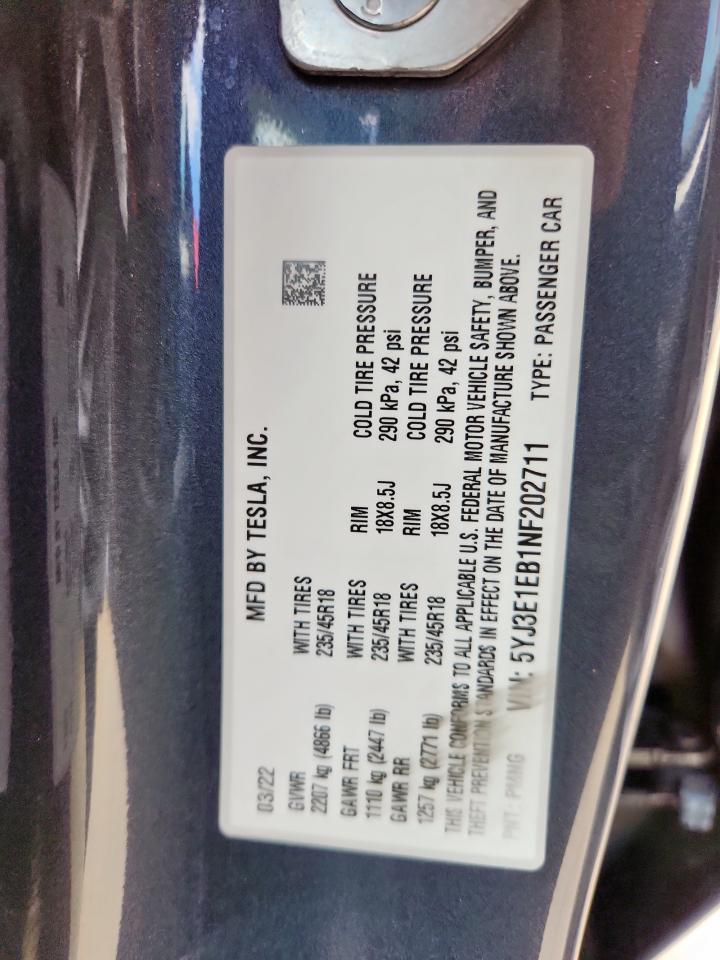 MFD BY TESLA, INC.
03/22
GVWR WITH TIRES
2207 kg (4866 lb) 235/45R18
GAWR FRT WITH TIRES RIM COLD TIRE PRESSURE
1110 kg (2447 lb) 235/45R18 18X8.5J 290 kPa, 42 psi
GAWR RR WITH TIRES RIM COLD TIRE PRESSURE
1257 kg (2771 lb) 235/45R18 18X8.5J 290 kPa, 42 psi
THIS VEHICLE CONFORMS TO ALL APPLICABLE U.S. FEDERAL MOTOR VEHICLE SAFETY, BUMPER, AND
THEFT PREVENTION STANDARDS IN EFFECT ON THE DATE OF MANUFACTURE SHOWN ABOVE.
PNT: PMNG VIN: 5YJ3E1EB1NF202711 TYPE: PASSENGER CAR